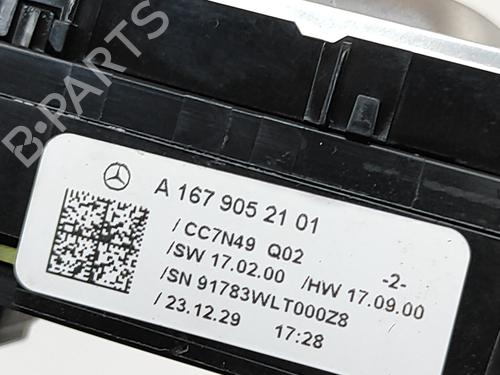 B-PARTS
A 167 905 21 01
/ CC7N49 Q02 -2-
/SW 17.02.00 /HW 17.09.00
/SN 91783WLT000Z8
/ 23.12.29 17:28